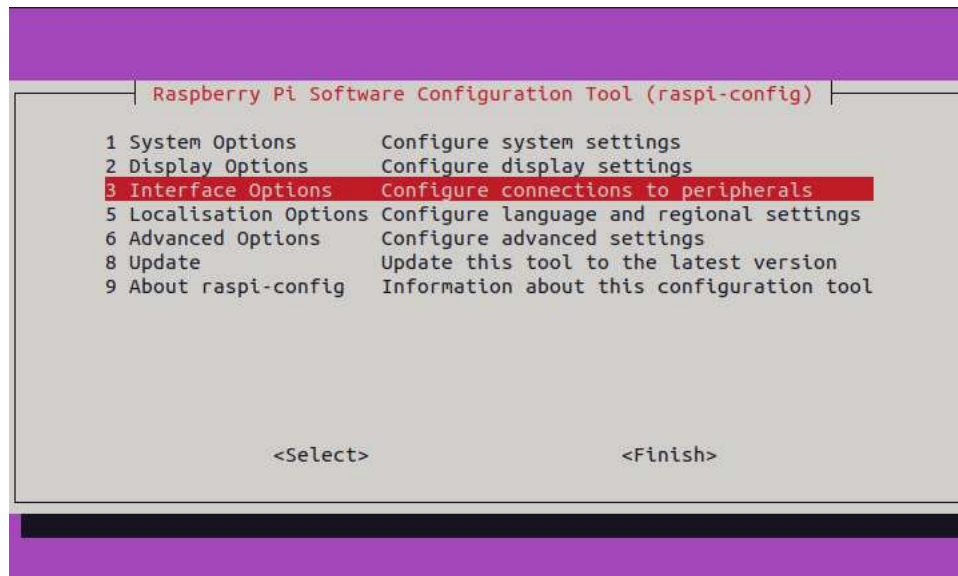 Raspberry Pi Software Configuration Tool (raspi-config)
1 System Options Configure system settings
2 Display Options Configure display settings
3 Interface Options Configure connections to peripherals
5 Localisation Options Configure language and regional settings
6 Advanced Options Configure advanced settings
8 Update Update this tool to the latest version
9 About raspi-config Information about this configuration tool
<Select> <Finish>